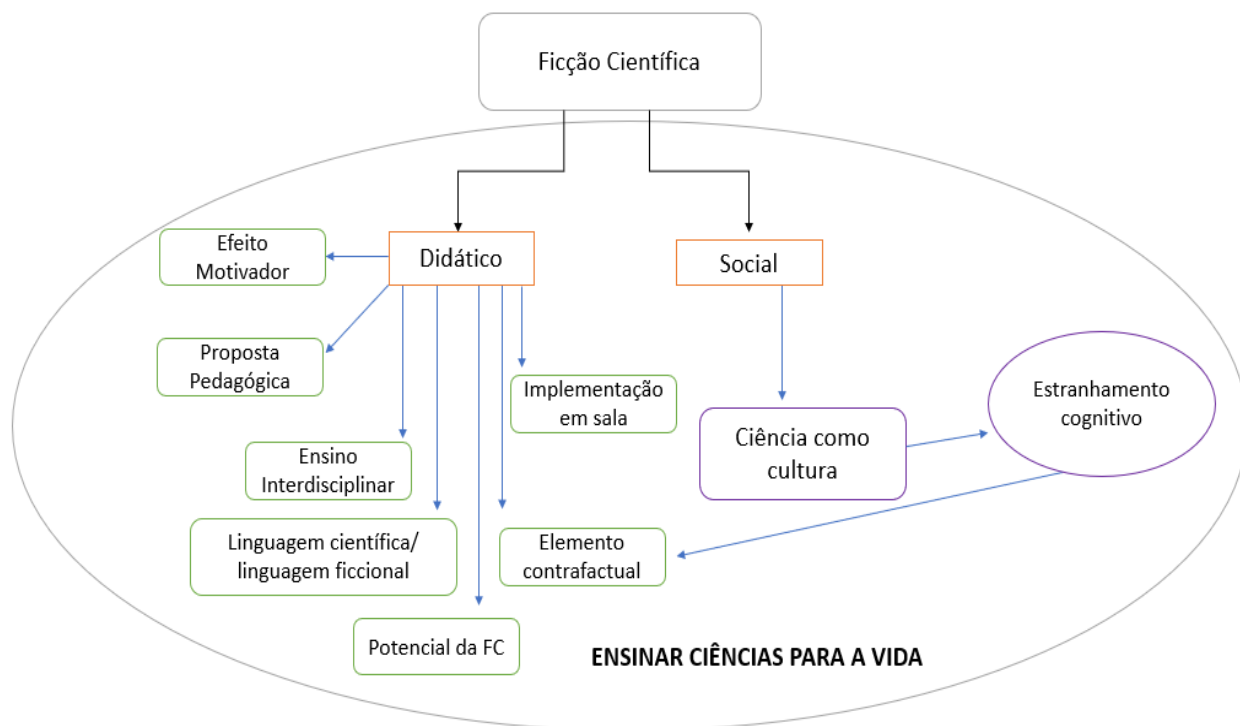 Ficção Científica
Didático
Social
Efeito
Motivador
Proposta
Pedagógica
Implementação
em sala
Estranhamento
cognitivo
Ciência como
cultura
Ensino
Interdisciplinar
Linguagem científica/
linguagem ficcional
Elemento
contrafactual
Potencial da FC
ENSINAR CIÊNCIAS PARA A VIDA